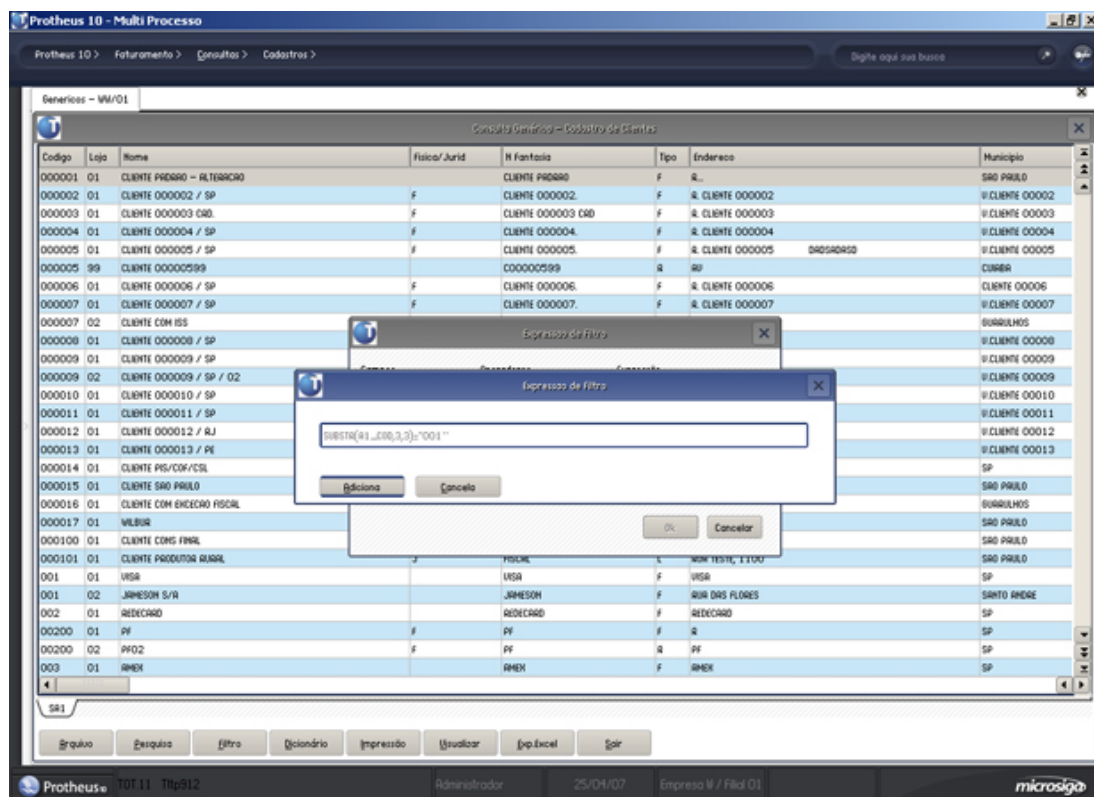 Protheus 10 - Multi Processo
Protheus 10 > Faturamento > Consultas > Cadastros >
Digite aqui sua busca
Genericos - VV/01
Consulta Genérica - Cadastro de Clientes
Codigo Loja Nome Fisica/Jurid N Fantasia Tipo Endereco Municipio
000001 01 CLIENTE PADRAO - ALTERACAO CLIENTE PADRAO F R... SAO PAULO
000002 01 CLIENTE 000002 / SP F CLIENTE 000002. F R. CLIENTE 000002 V.CLIENTE 00002
000003 01 CLIENTE 000003 CAD. F CLIENTE 000003 CAD F R. CLIENTE 000003 V.CLIENTE 00003
000004 01 CLIENTE 000004 / SP F CLIENTE 000004. F R. CLIENTE 000004 V.CLIENTE 00004
000005 01 CLIENTE 000005 / SP F CLIENTE 000005. F R. CLIENTE 000005 DADSADASD V.CLIENTE 00005
000005 99 CLIENTE 00000599 C00000599 R AV CUIABA
000006 01 CLIENTE 000006 / SP F CLIENTE 000006. F R. CLIENTE 000006 CLIENTE 00006
000007 01 CLIENTE 000007 / SP F CLIENTE 000007. F R. CLIENTE 000007 V.CLIENTE 00007
000007 02 CLIENTE COM ISS GUARULHOS
000008 01 CLIENTE 000008 / SP V.CLIENTE 00008
000009 01 CLIENTE 000009 / SP V.CLIENTE 00009
000009 02 CLIENTE 000009 / SP / 02 V.CLIENTE 00009
000010 01 CLIENTE 000010 / SP V.CLIENTE 00010
000011 01 CLIENTE 000011 / SP V.CLIENTE 00011
000012 01 CLIENTE 000012 / RJ V.CLIENTE 00012
000013 01 CLIENTE 000013 / PE V.CLIENTE 00013
000014 01 CLIENTE PIS/COF/CSL SP
000015 01 CLIENTE SAO PAULO SAO PAULO
000016 01 CLIENTE COM EXCECAO FISCAL GUARULHOS
000017 01 WILBUR SAO PAULO
000100 01 CLIENTE CONS FINAL SAO PAULO
000101 01 CLIENTE PRODUTOR RURAL J FISCAL L RUA TESTE, 1100 SAO PAULO
001 01 VISA VISA F VISA SP
001 02 JAMESON S/A JAMESON F RUA DAS FLORES SANTO ANDRE
002 01 REDECARD REDECARD F REDECARD SP
00200 01 PF F PF F R SP
00200 02 PF02 F PF R PF SP
003 01 AMEX AMEX F AMEX SP
Expressao de Filtro
Campos Operadores Expressão
Expressao de Filtro
SUBSTR(A1_COD,3,3)="001"
Adiciona Cancela
Ok Cancelar
SA1
Arquivo Pesquisa Filtro Dicionário Impressão Visualizar Exp.Excel Sair
Protheus TOT.11 Tttp912 Administrador 25/04/07 Empresa V / Filial 01 microsiga